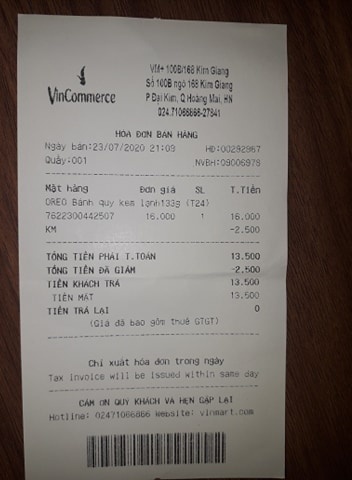 VinCommerce
VM+ 100B/168 Kim Giang
Số 100B ngõ 168 Kim Giang
P Đại Kim, Q Hoàng Mai, HN
024.71066866-27841
HÓA ĐƠN BÁN HÀNG
Ngày bán:23/07/2020 21:09 HĐ:00292967
Quầy:001 NVBH:09006978
Mặt hàng Đơn giá SL T.Tiền
OREO Bánh quy kem lạnh133g (T24)
7622300442507 16.000 1 16.000
KM -2.500
TỔNG TIỀN PHẢI T.TOÁN 13.500
TỔNG TIỀN ĐÃ GIẢM -2.500
TIỀN KHÁCH TRẢ 13.500
TIỀN MẶT 13.500
TIỀN TRẢ LẠI 0
(Giá đã bao gồm thuế GTGT)
Chỉ xuất hóa đơn trong ngày
Tax invoice will be issued within same day
CẢM ƠN QUÝ KHÁCH VÀ HẸN GẶP LẠI
Hotline: 02471066866 Website: vinmart.com